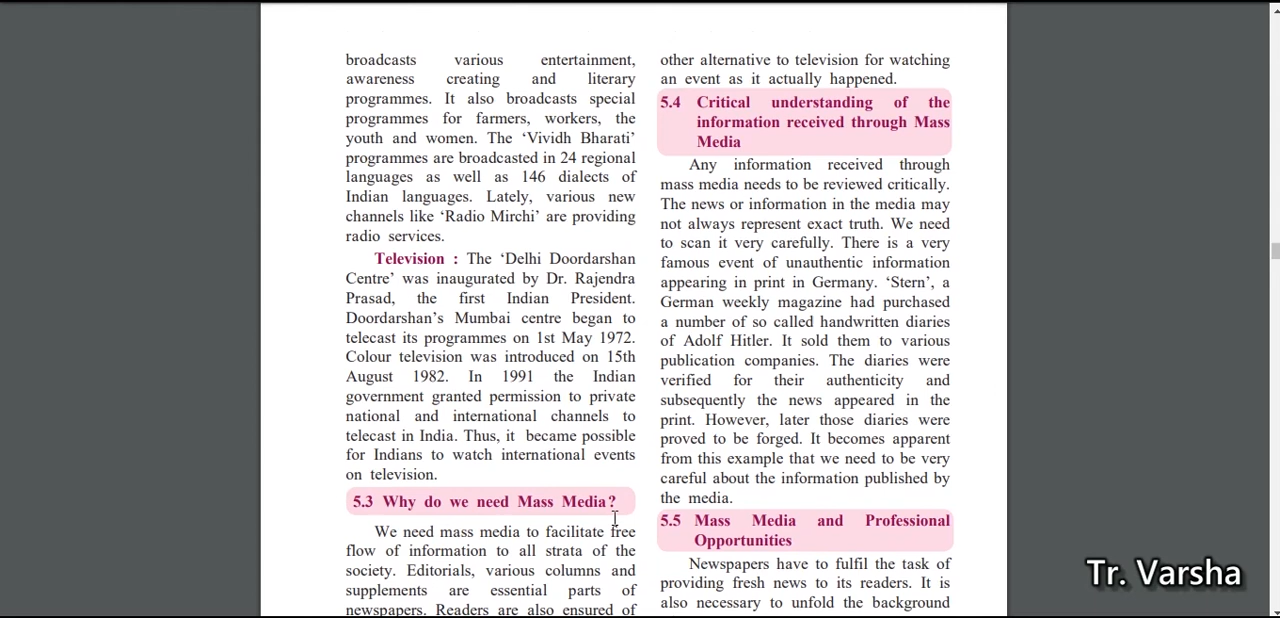 broadcasts various entertainment,
awareness creating and literary
programmes. It also broadcasts special
programmes for farmers, workers, the
youth and women. The ‘Vividh Bharati’
programmes are broadcasted in 24 regional
languages as well as 146 dialects of
Indian languages. Lately, various new
channels like ‘Radio Mirchi’ are providing
radio services.
Television : The ‘Delhi Doordarshan
Centre’ was inaugurated by Dr. Rajendra
Prasad, the first Indian President.
Doordarshan’s Mumbai centre began to
telecast its programmes on 1st May 1972.
Colour television was introduced on 15th
August 1982. In 1991 the Indian
government granted permission to private
national and international channels to
telecast in India. Thus, it became possible
for Indians to watch international events
on television.
5.3 Why do we need Mass Media?
We need mass media to facilitate free
flow of information to all strata of the
society. Editorials, various columns and
supplements are essential parts of
newspapers. Readers are also ensured of
other alternative to television for watching
an event as it actually happened.
5.4 Critical understanding of the
information received through Mass
Media
Any information received through
mass media needs to be reviewed critically.
The news or information in the media may
not always represent exact truth. We need
to scan it very carefully. There is a very
famous event of unauthentic information
appearing in print in Germany. ‘Stern’, a
German weekly magazine had purchased
a number of so called handwritten diaries
of Adolf Hitler. It sold them to various
publication companies. The diaries were
verified for their authenticity and
subsequently the news appeared in the
print. However, later those diaries were
proved to be forged. It becomes apparent
from this example that we need to be very
careful about the information published by
the media.
5.5 Mass Media and Professional
Opportunities
Newspapers have to fulfil the task of
providing fresh news to its readers. It is
also necessary to unfold the background
Tr. Varsha